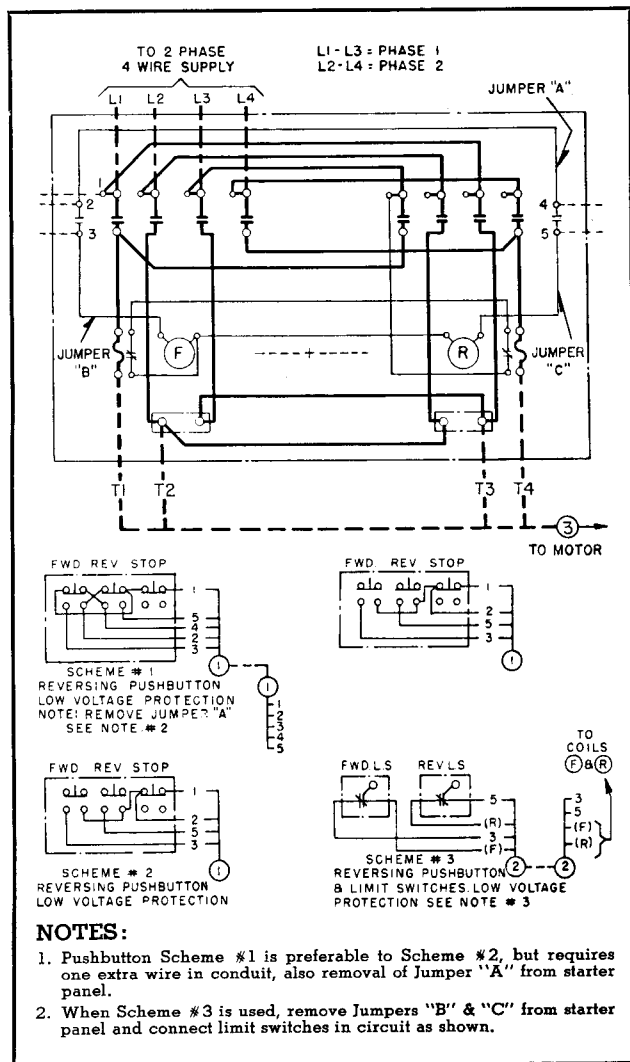 TO 2 PHASE
4 WIRE SUPPLY
L1-L3 = PHASE 1
L2-L4 = PHASE 2
JUMPER "A"
L1 L2 L3 L4
1
2
3
4
5
JUMPER
"B"
F
R
JUMPER
"C"
T1 T2 T3 T4
3
TO MOTOR
FWD REV STOP
1
5
4
2
3
1
SCHEME # 1
REVERSING PUSHBUTTON
LOW VOLTAGE PROTECTION
NOTE: REMOVE JUMPER "A"
SEE NOTE # 2
1
1
2
3
4
5
FWD. REV STOP
1
2
5
3
1
FWD REV STOP
1
2
5
3
1
SCHEME # 2
REVERSING PUSHBUTTON
LOW VOLTAGE PROTECTION
FWD L.S REV L.S
5
(R)
3
(F)
2
2
3
5
(F)
(R)
TO
COILS
F & R
SCHEME # 3
REVERSING PUSHBUTTON
& LIMIT SWITCHES. LOW VOLTAGE
PROTECTION SEE NOTE # 3
NOTES:
1. Pushbutton Scheme #1 is preferable to Scheme #2, but requires
one extra wire in conduit, also removal of Jumper "A" from starter
panel.
2. When Scheme #3 is used, remove Jumpers "B" & "C" from starter
panel and connect limit switches in circuit as shown.